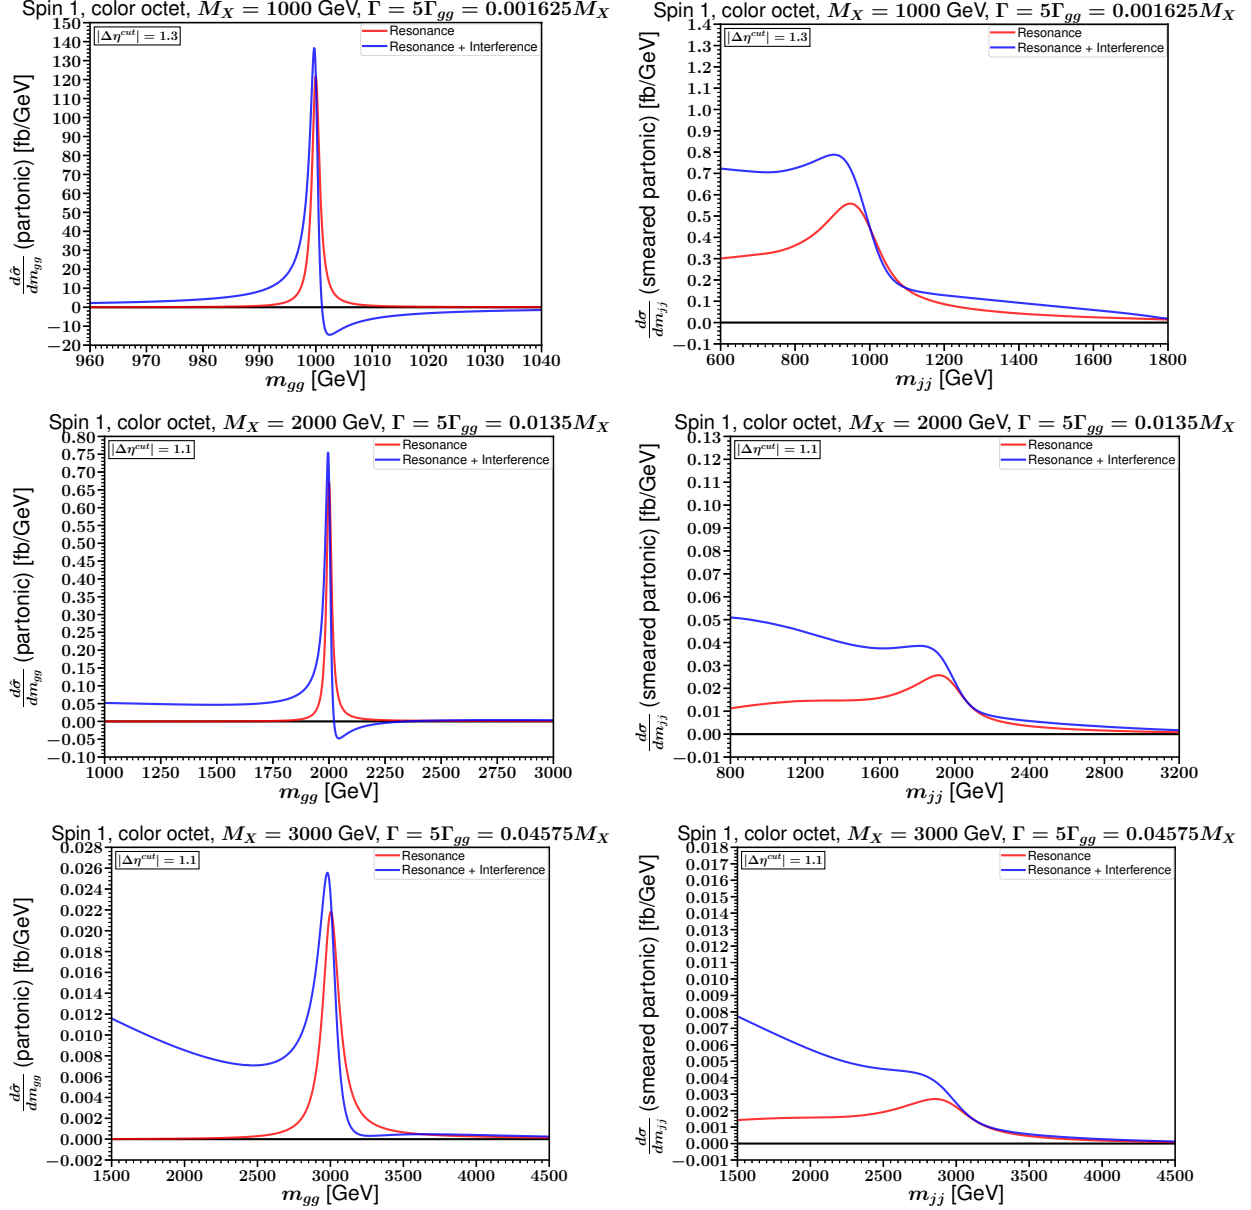 Spin 1, color octet, M_X = 1000 GeV, Γ = 5Γ_gg = 0.001625M_X
|Δη^cut| = 1.3
Resonance
Resonance + Interference
150
140
130
120
110
100
90
80
70
60
50
40
30
20
10
0
−10
−20
dσ̂/dm_gg (partonic) [fb/GeV]
960 970 980 990 1000 1010 1020 1030 1040
m_gg [GeV]
Spin 1, color octet, M_X = 1000 GeV, Γ = 5Γ_gg = 0.001625M_X
|Δη^cut| = 1.3
Resonance
Resonance + Interference
1.4
1.3
1.2
1.1
1.0
0.9
0.8
0.7
0.6
0.5
0.4
0.3
0.2
0.1
0.0
−0.1
dσ/dm_jj (smeared partonic) [fb/GeV]
600 800 1000 1200 1400 1600 1800
m_jj [GeV]
Spin 1, color octet, M_X = 2000 GeV, Γ = 5Γ_gg = 0.0135M_X
|Δη^cut| = 1.1
Resonance
Resonance + Interference
0.80
0.75
0.70
0.65
0.60
0.55
0.50
0.45
0.40
0.35
0.30
0.25
0.20
0.15
0.10
0.05
0.00
−0.05
−0.10
dσ̂/dm_gg (partonic) [fb/GeV]
1000 1250 1500 1750 2000 2250 2500 2750 3000
m_gg [GeV]
Spin 1, color octet, M_X = 2000 GeV, Γ = 5Γ_gg = 0.0135M_X
|Δη^cut| = 1.1
Resonance
Resonance + Interference
0.13
0.12
0.11
0.10
0.09
0.08
0.07
0.06
0.05
0.04
0.03
0.02
0.01
0.00
−0.01
dσ/dm_jj (smeared partonic) [fb/GeV]
800 1200 1600 2000 2400 2800 3200
m_jj [GeV]
Spin 1, color octet, M_X = 3000 GeV, Γ = 5Γ_gg = 0.04575M_X
|Δη^cut| = 1.1
Resonance
Resonance + Interference
0.028
0.026
0.024
0.022
0.020
0.018
0.016
0.014
0.012
0.010
0.008
0.006
0.004
0.002
0.000
−0.002
dσ̂/dm_gg (partonic) [fb/GeV]
1500 2000 2500 3000 3500 4000 4500
m_gg [GeV]
Spin 1, color octet, M_X = 3000 GeV, Γ = 5Γ_gg = 0.04575M_X
|Δη^cut| = 1.1
Resonance
Resonance + Interference
0.018
0.017
0.016
0.015
0.014
0.013
0.012
0.011
0.010
0.009
0.008
0.007
0.006
0.005
0.004
0.003
0.002
0.001
0.000
−0.001
dσ/dm_jj (smeared partonic) [fb/GeV]
1500 2000 2500 3000 3500 4000 4500
m_jj [GeV]